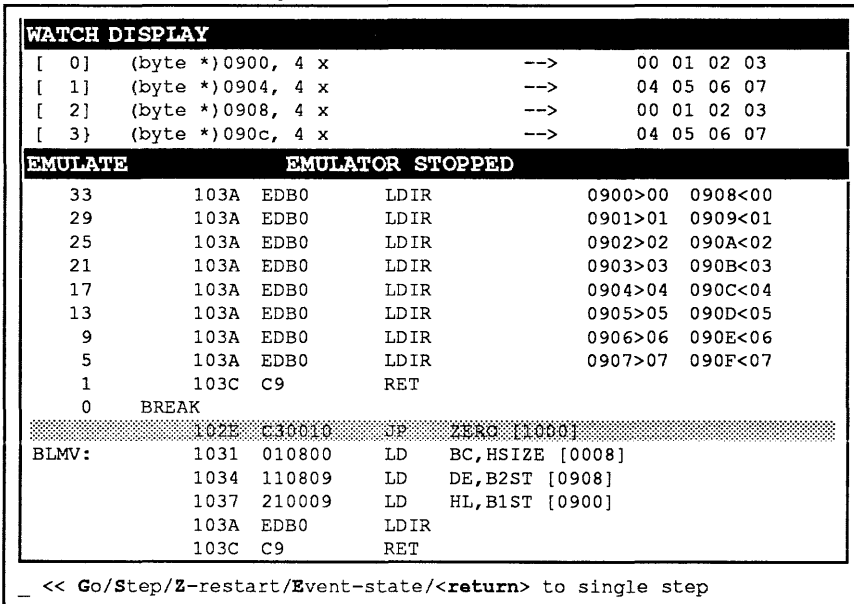 WATCH DISPLAY
[ 0] (byte *)0900, 4 x --> 00 01 02 03
[ 1] (byte *)0904, 4 x --> 04 05 06 07
[ 2] (byte *)0908, 4 x --> 00 01 02 03
[ 3} (byte *)090c, 4 x --> 04 05 06 07
EMULATE EMULATOR STOPPED
33 103A EDB0 LDIR 0900>00 0908<00
29 103A EDB0 LDIR 0901>01 0909<01
25 103A EDB0 LDIR 0902>02 090A<02
21 103A EDB0 LDIR 0903>03 090B<03
17 103A EDB0 LDIR 0904>04 090C<04
13 103A EDB0 LDIR 0905>05 090D<05
9 103A EDB0 LDIR 0906>06 090E<06
5 103A EDB0 LDIR 0907>07 090F<07
1 103C C9 RET
0 BREAK
102E C30010 JP ZERO [1000]
BLMV: 1031 010800 LD BC,HSIZE [0008]
1034 110809 LD DE,B2ST [0908]
1037 210009 LD HL,B1ST [0900]
103A EDB0 LDIR
103C C9 RET
_ << Go/Step/Z-restart/Event-state/<return> to single step